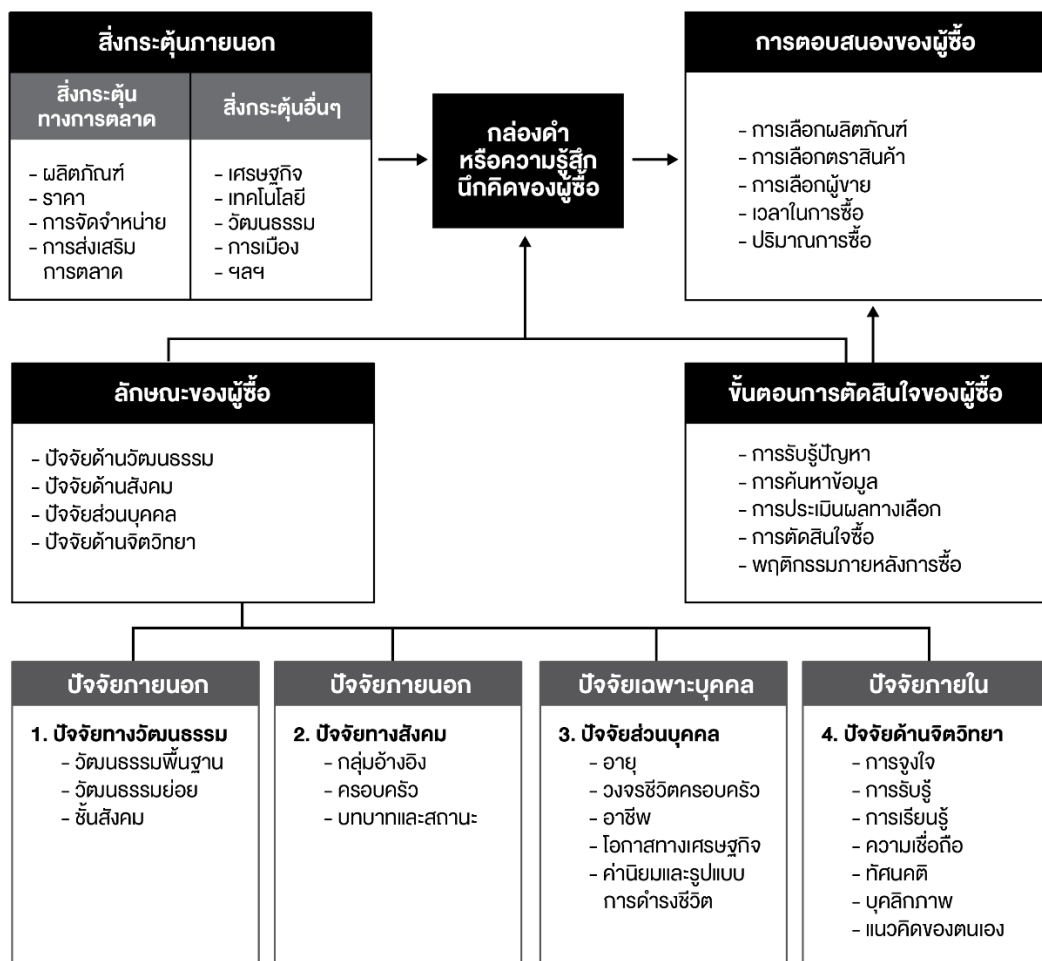 สิ่งกระตุ้นภายนอก
สิ่งกระตุ้น
ทางการตลาด
สิ่งกระตุ้นอื่นๆ
- ผลิตภัณฑ์
- ราคา
- การจัดจำหน่าย
- การส่งเสริม
การตลาด
- เศรษฐกิจ
- เทคโนโลยี
- วัฒนธรรม
- การเมือง
- ฯลฯ
กล่องดำ
หรือความรู้สึก
นึกคิดของผู้ซื้อ
การตอบสนองของผู้ซื้อ
- การเลือกผลิตภัณฑ์
- การเลือกตราสินค้า
- การเลือกผู้ขาย
- เวลาในการซื้อ
- ปริมาณการซื้อ
ลักษณะของผู้ซื้อ
- ปัจจัยด้านวัฒนธรรม
- ปัจจัยด้านสังคม
- ปัจจัยส่วนบุคคล
- ปัจจัยด้านจิตวิทยา
ขั้นตอนการตัดสินใจของผู้ซื้อ
- การรับรู้ปัญหา
- การค้นหาข้อมูล
- การประเมินผลทางเลือก
- การตัดสินใจซื้อ
- พฤติกรรมภายหลังการซื้อ
ปัจจัยภายนอก
1. ปัจจัยทางวัฒนธรรม
- วัฒนธรรมพื้นฐาน
- วัฒนธรรมย่อย
- ชั้นสังคม
ปัจจัยภายนอก
2. ปัจจัยทางสังคม
- กลุ่มอ้างอิง
- ครอบครัว
- บทบาทและสถานะ
ปัจจัยเฉพาะบุคคล
3. ปัจจัยส่วนบุคคล
- อายุ
- วงจรชีวิตครอบครัว
- อาชีพ
- โอกาสทางเศรษฐกิจ
- ค่านิยมและรูปแบบ
การดำรงชีวิต
ปัจจัยภายใน
4. ปัจจัยด้านจิตวิทยา
- การจูงใจ
- การรับรู้
- การเรียนรู้
- ความเชื่อถือ
- ทัศนคติ
- บุคลิกภาพ
- แนวคิดของตนเอง